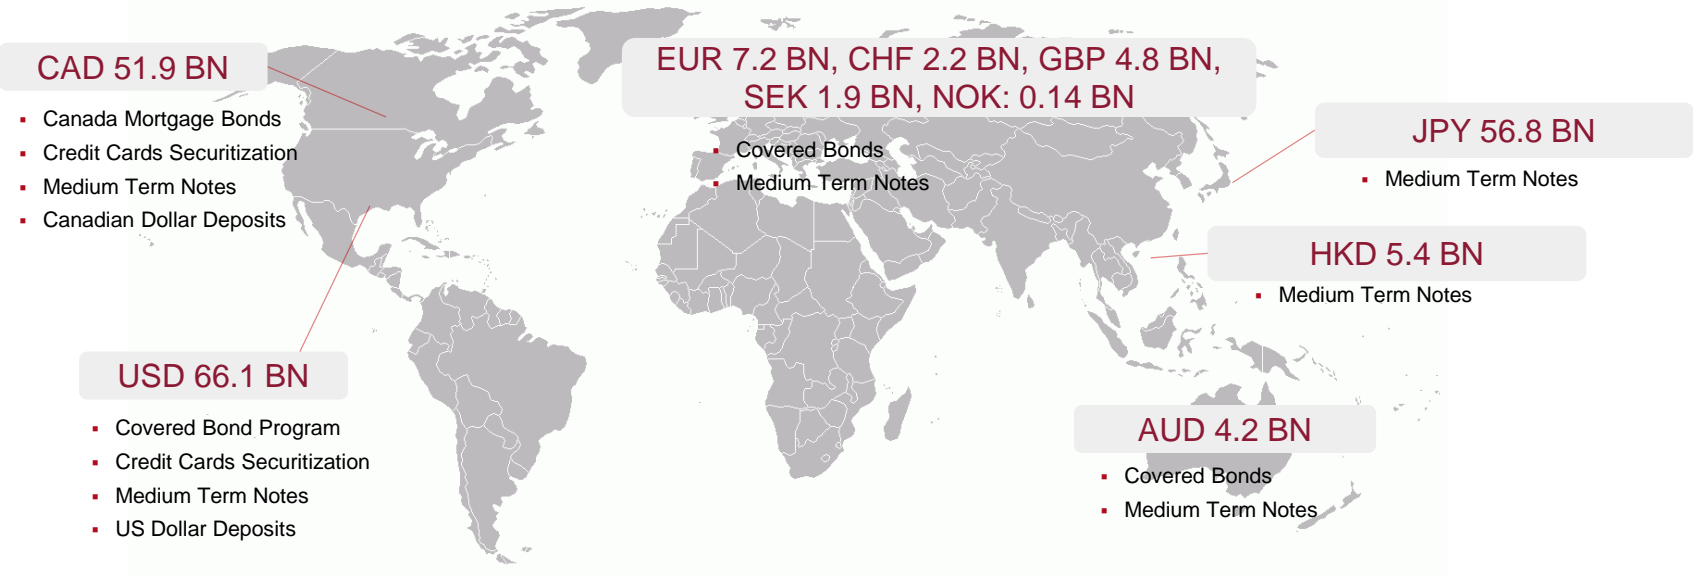 CAD 51.9 BN
▪ Canada Mortgage Bonds
▪ Credit Cards Securitization
▪ Medium Term Notes
▪ Canadian Dollar Deposits
USD 66.1 BN
▪ Covered Bond Program
▪ Credit Cards Securitization
▪ Medium Term Notes
▪ US Dollar Deposits
EUR 7.2 BN, CHF 2.2 BN, GBP 4.8 BN,
SEK 1.9 BN, NOK: 0.14 BN
▪ Covered Bonds
▪ Medium Term Notes
JPY 56.8 BN
▪ Medium Term Notes
HKD 5.4 BN
▪ Medium Term Notes
AUD 4.2 BN
▪ Covered Bonds
▪ Medium Term Notes